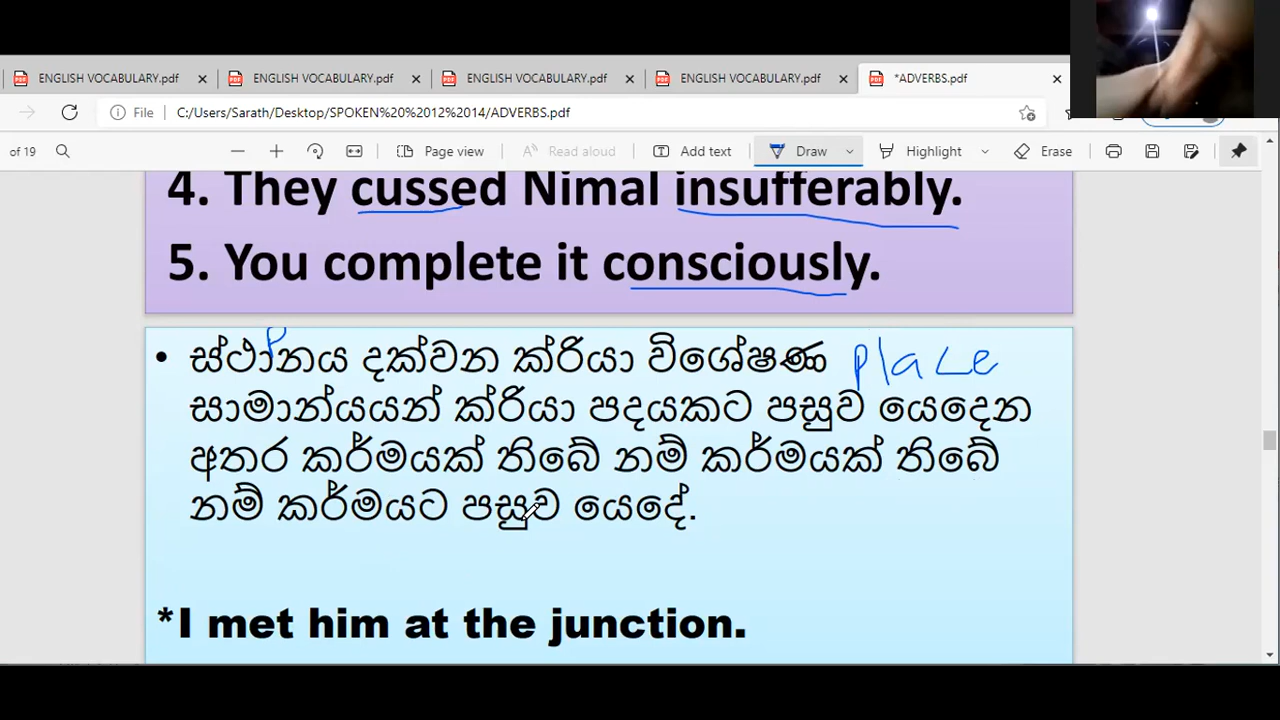 ENGLISH VOCABULARY.pdf ENGLISH VOCABULARY.pdf ENGLISH VOCABULARY.pdf ENGLISH VOCABULARY.pdf *ADVERBS.pdf
File C:/Users/Sarath/Desktop/SPOKEN%20%2012%2014/ADVERBS.pdf
of 19 Page view Read aloud Add text Draw Highlight Erase
4. They cussed Nimal insufferably.
5. You complete it consciously.
• ස්ථානය දක්වන ක්රියා විශේෂණ place
සාමාන්යයන් ක්රියා පදයකට පසුව යෙදෙන
අතර කර්මයක් තිබේ නම් කර්මයක් තිබේ
නම් කර්මයට පසුව යෙදේ.
*I met him at the junction.